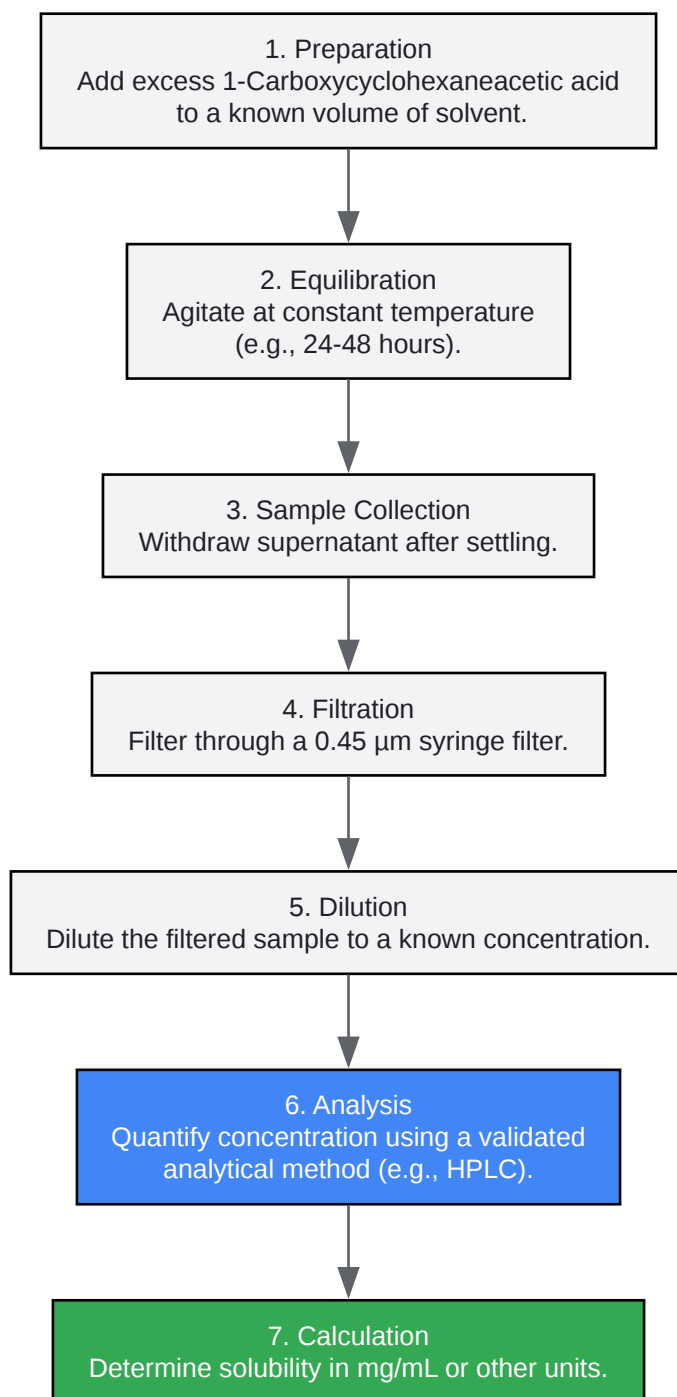 1. Preparation
Add excess 1-Carboxycyclohexaneacetic acid
to a known volume of solvent.
2. Equilibration
Agitate at constant temperature
(e.g., 24-48 hours).
3. Sample Collection
Withdraw supernatant after settling.
4. Filtration
Filter through a 0.45 µm syringe filter.
5. Dilution
Dilute the filtered sample to a known concentration.
6. Analysis
Quantify concentration using a validated
analytical method (e.g., HPLC).
7. Calculation
Determine solubility in mg/mL or other units.